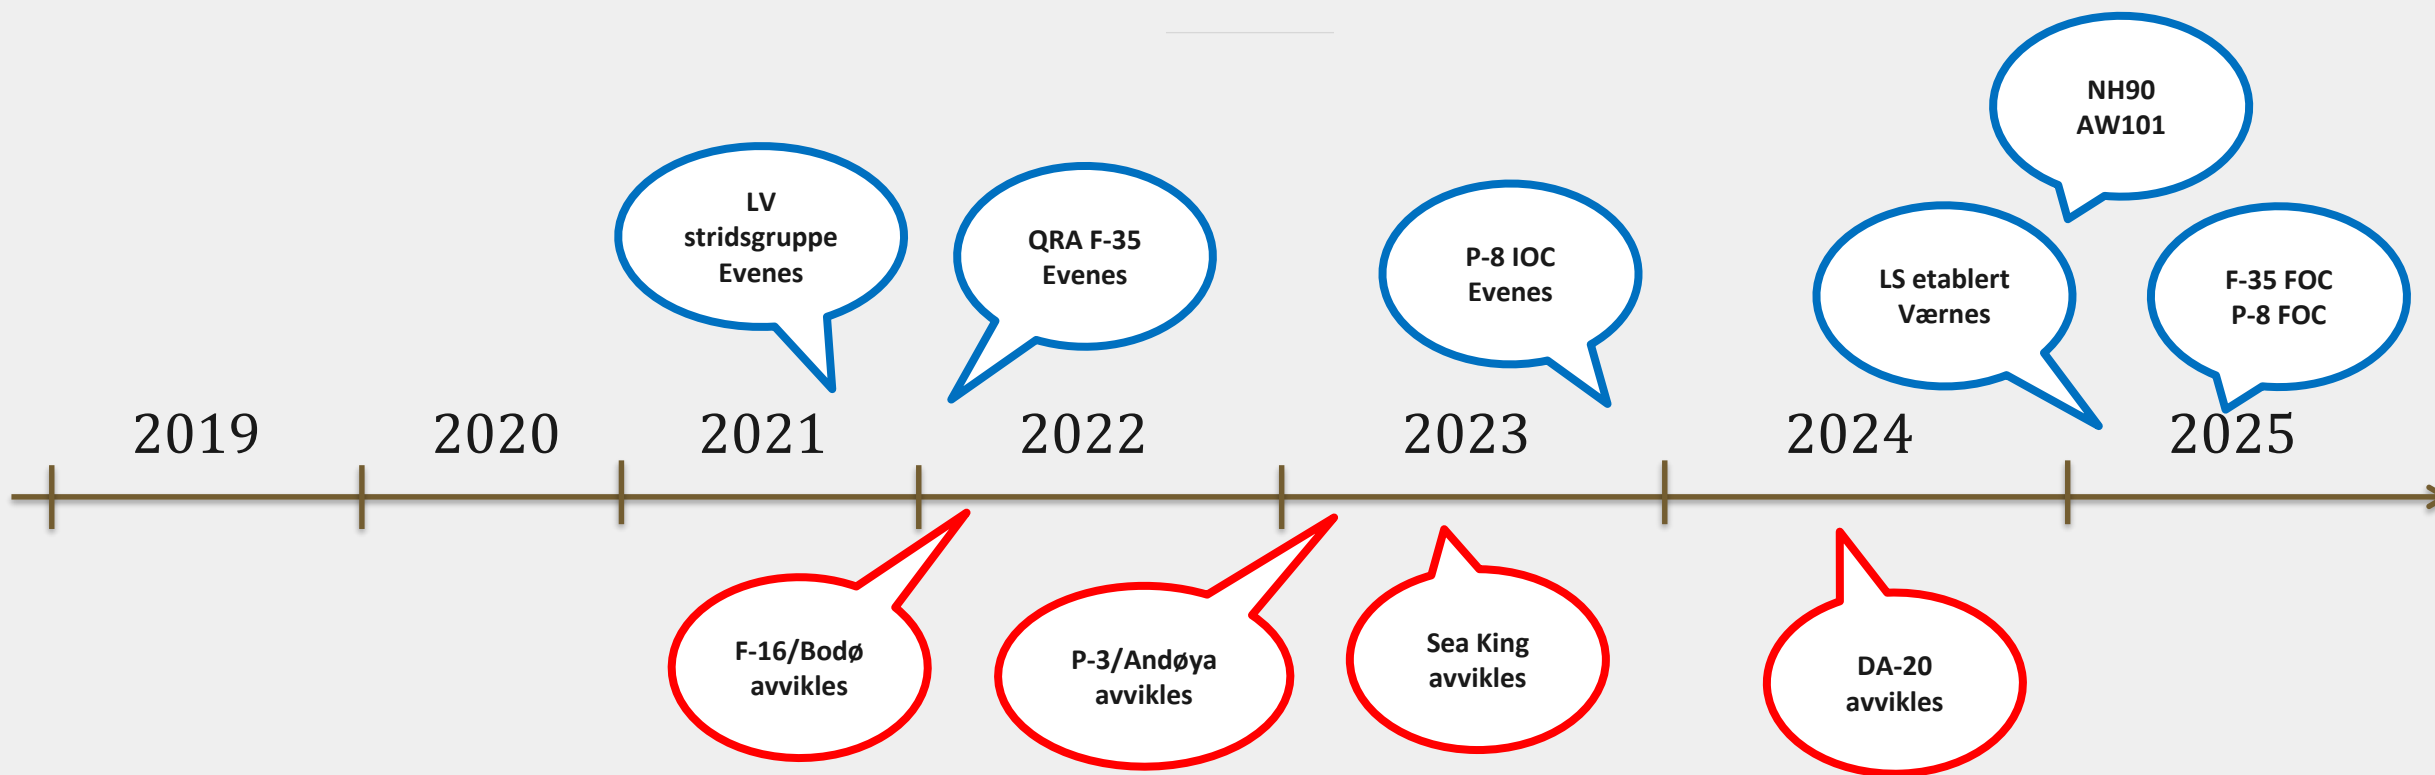 NH90
AW101
LV
stridsgruppe
Evenes
QRA F-35
Evenes
P-8 IOC
Evenes
LS etablert
Værnes
F-35 FOC
P-8 FOC
2019
2020
2021
2022
2023
2024
2025
F-16/Bodø
avvikles
P-3/Andøya
avvikles
Sea King
avvikles
DA-20
avvikles